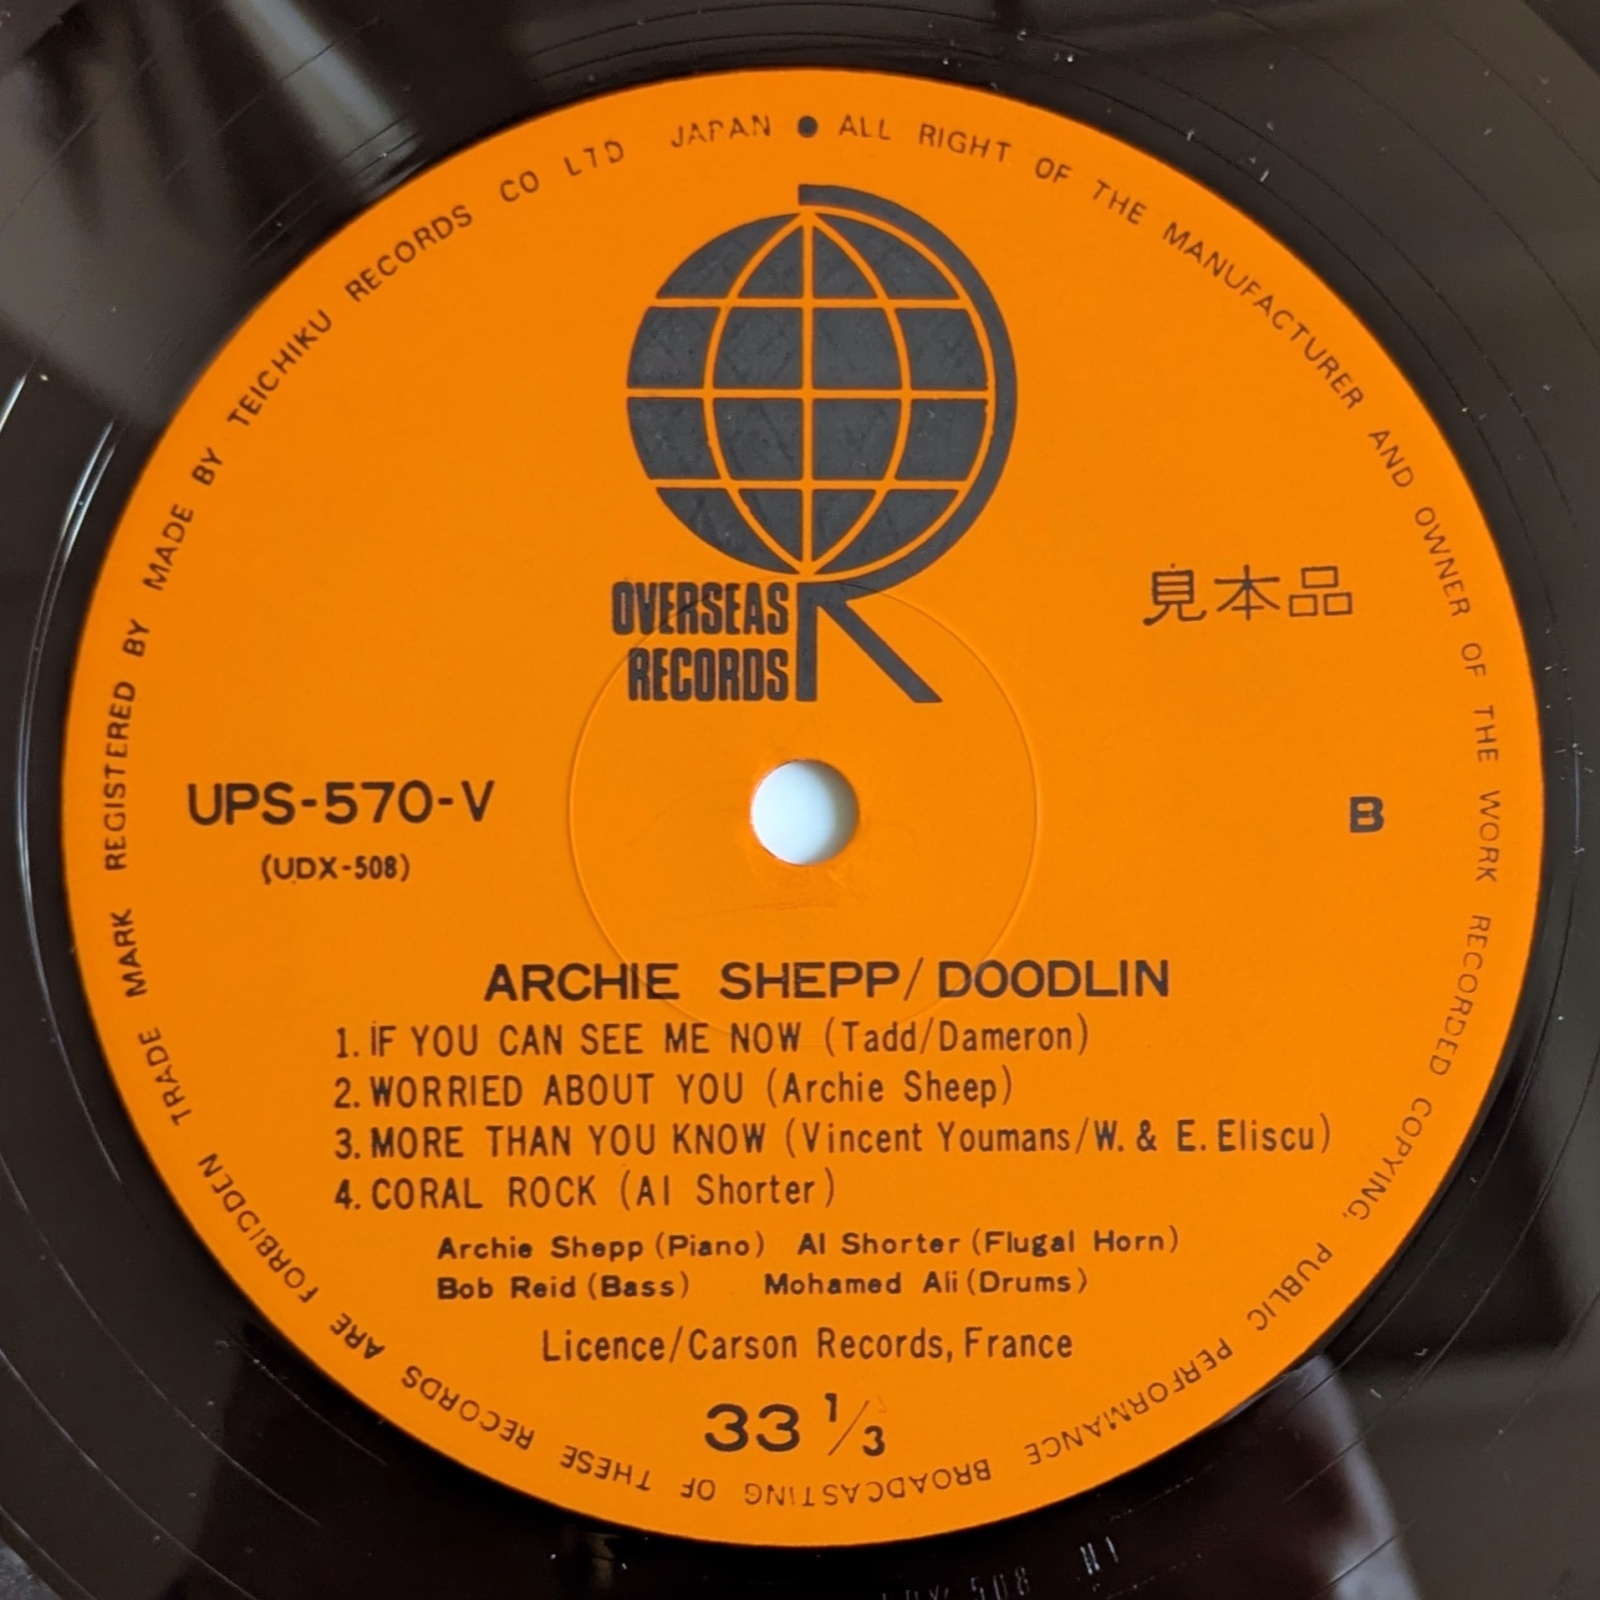 TRADE MARK REGISTERED BY MADE BY TEICHIKU RECORDS CO LTD JAPAN ● ALL RIGHT OF THE MANUFACTURER AND OWNER OF THE WORK RECORDED COPYING, PUBLIC PERFORMANCE BROADCASTING OF THESE RECORDS ARE FORBIDDEN
OVERSEAS
RECORDS
見本品
UPS-570-V
(UDX-508)
B
ARCHIE SHEPP/DOODLIN
1. IF YOU CAN SEE ME NOW (Tadd/Dameron)
2. WORRIED ABOUT YOU (Archie Sheep)
3. MORE THAN YOU KNOW (Vincent Youmans/W. & E. Eliscu)
4. CORAL ROCK (Al Shorter)
Archie Shepp (Piano) Al Shorter (Flugal Horn)
Bob Reid (Bass) Mohamed Ali (Drums)
Licence/Carson Records, France
33 1/3
508